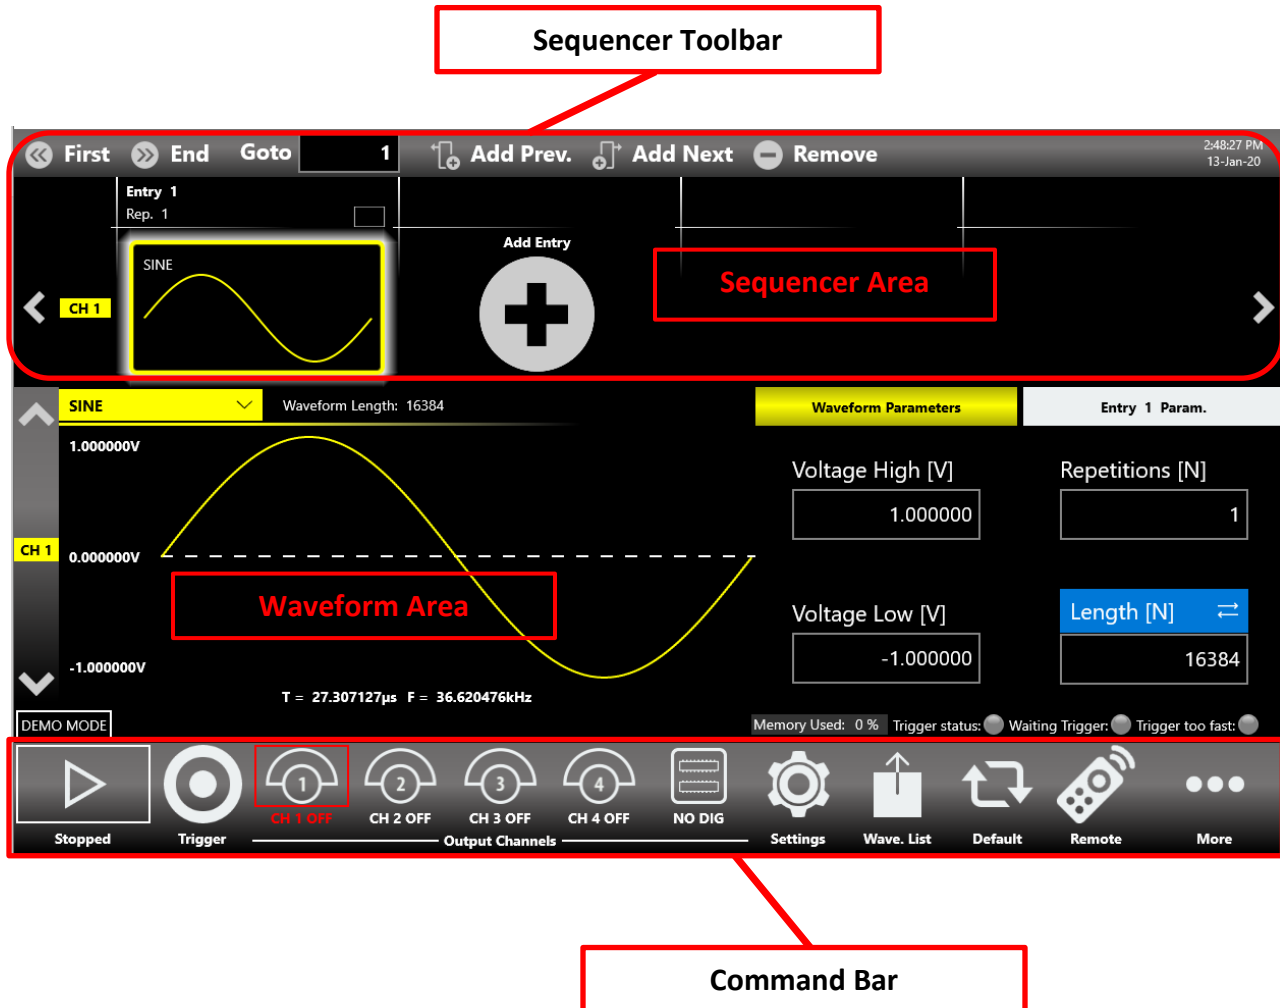 Sequencer Toolbar
First End Goto 1 Add Prev. Add Next Remove
2:48:27 PM
13-Jan-20
Entry 1
Rep. 1
Add Entry
SINE
Sequencer Area
CH 1
SINE Waveform Length: 16384 Waveform Parameters Entry 1 Param.
1.000000V
Voltage High [V] Repetitions [N]
1.000000 1
CH 1 0.000000V
Waveform Area
Voltage Low [V] Length [N]
-1.000000V -1.000000 16384
T = 27.307127µs F = 36.620476kHz
DEMO MODE Memory Used: 0 % Trigger status: Waiting Trigger: Trigger too fast:
1 2 3 4
CH 1 OFF CH 2 OFF CH 3 OFF CH 4 OFF NO DIG
Stopped Trigger Output Channels Settings Wave. List Default Remote More
Command Bar